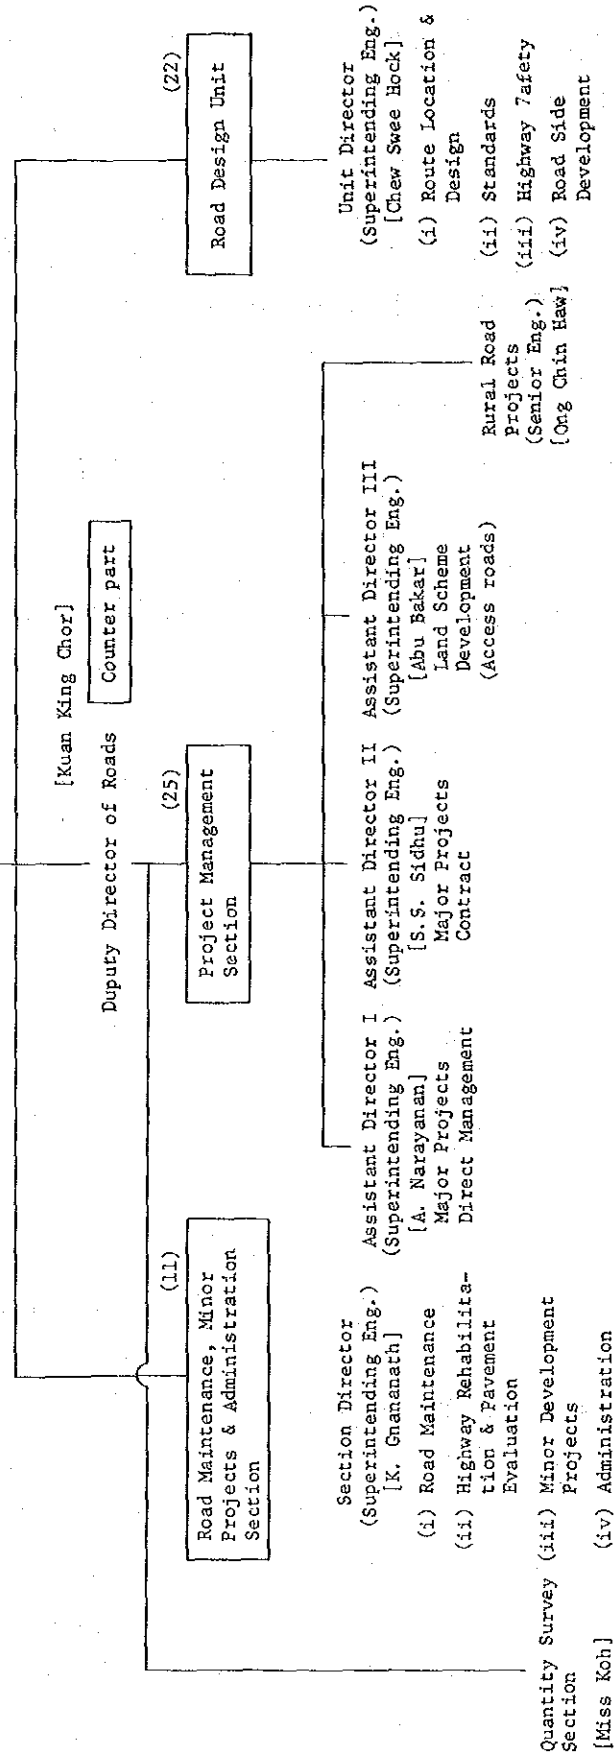 [Kuan King Chor]
Counter part
Duputy Director of Roads
(11)
Road Maintenance, Minor
Projects & Administration
Section
(25)
Project Management
Section
(22)
Road Design Unit
Section Director
(Superintending Eng.)
[K. Gnananath]
(i) Road Maintenance
(ii) Highway Rehabilita-
tion & Pavement
Evaluation
(iii) Minor Development
Projects
(iv) Administration
Quantity Survey
Section
[Miss Koh]
Assistant Director I
(Superintending Eng.)
[A. Narayanan]
Major Projects
Direct Management
Assistant Director II
(Superintending Eng.)
[S.S. Sidhu]
Major Projects
Contract
Assistant Director III
(Superintending Eng.)
[Abu Bakar]
Land Scheme
Development
(Access roads)
Rural Road
Projects
(Senior Eng.)
[Ong Chin Haw]
Unit Director
(Superintending Eng.)
[Chew Swee Hock]
(i) Route Location &
Design
(ii) Standards
(iii) Highway 7afety
(iv) Road Side
Development